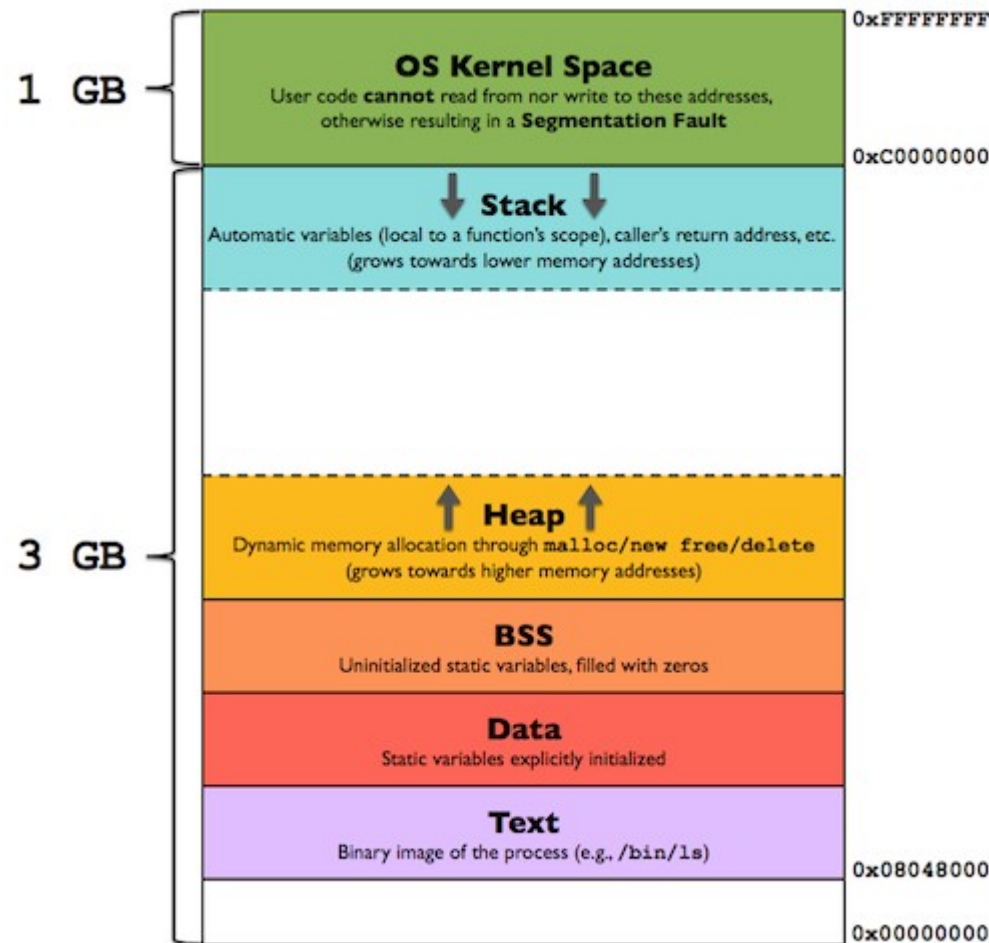 0xFFFFFFFF
1 GB
OS Kernel Space
User code cannot read from nor write to these addresses,
otherwise resulting in a Segmentation Fault
0xC0000000
Stack
Automatic variables (local to a function's scope), caller's return address, etc.
(grows towards lower memory addresses)
3 GB
Heap
Dynamic memory allocation through malloc/new free/delete
(grows towards higher memory addresses)
BSS
Uninitialized static variables, filled with zeros
Data
Static variables explicitly initialized
Text
Binary image of the process (e.g., /bin/ls)
0x08048000
0x00000000